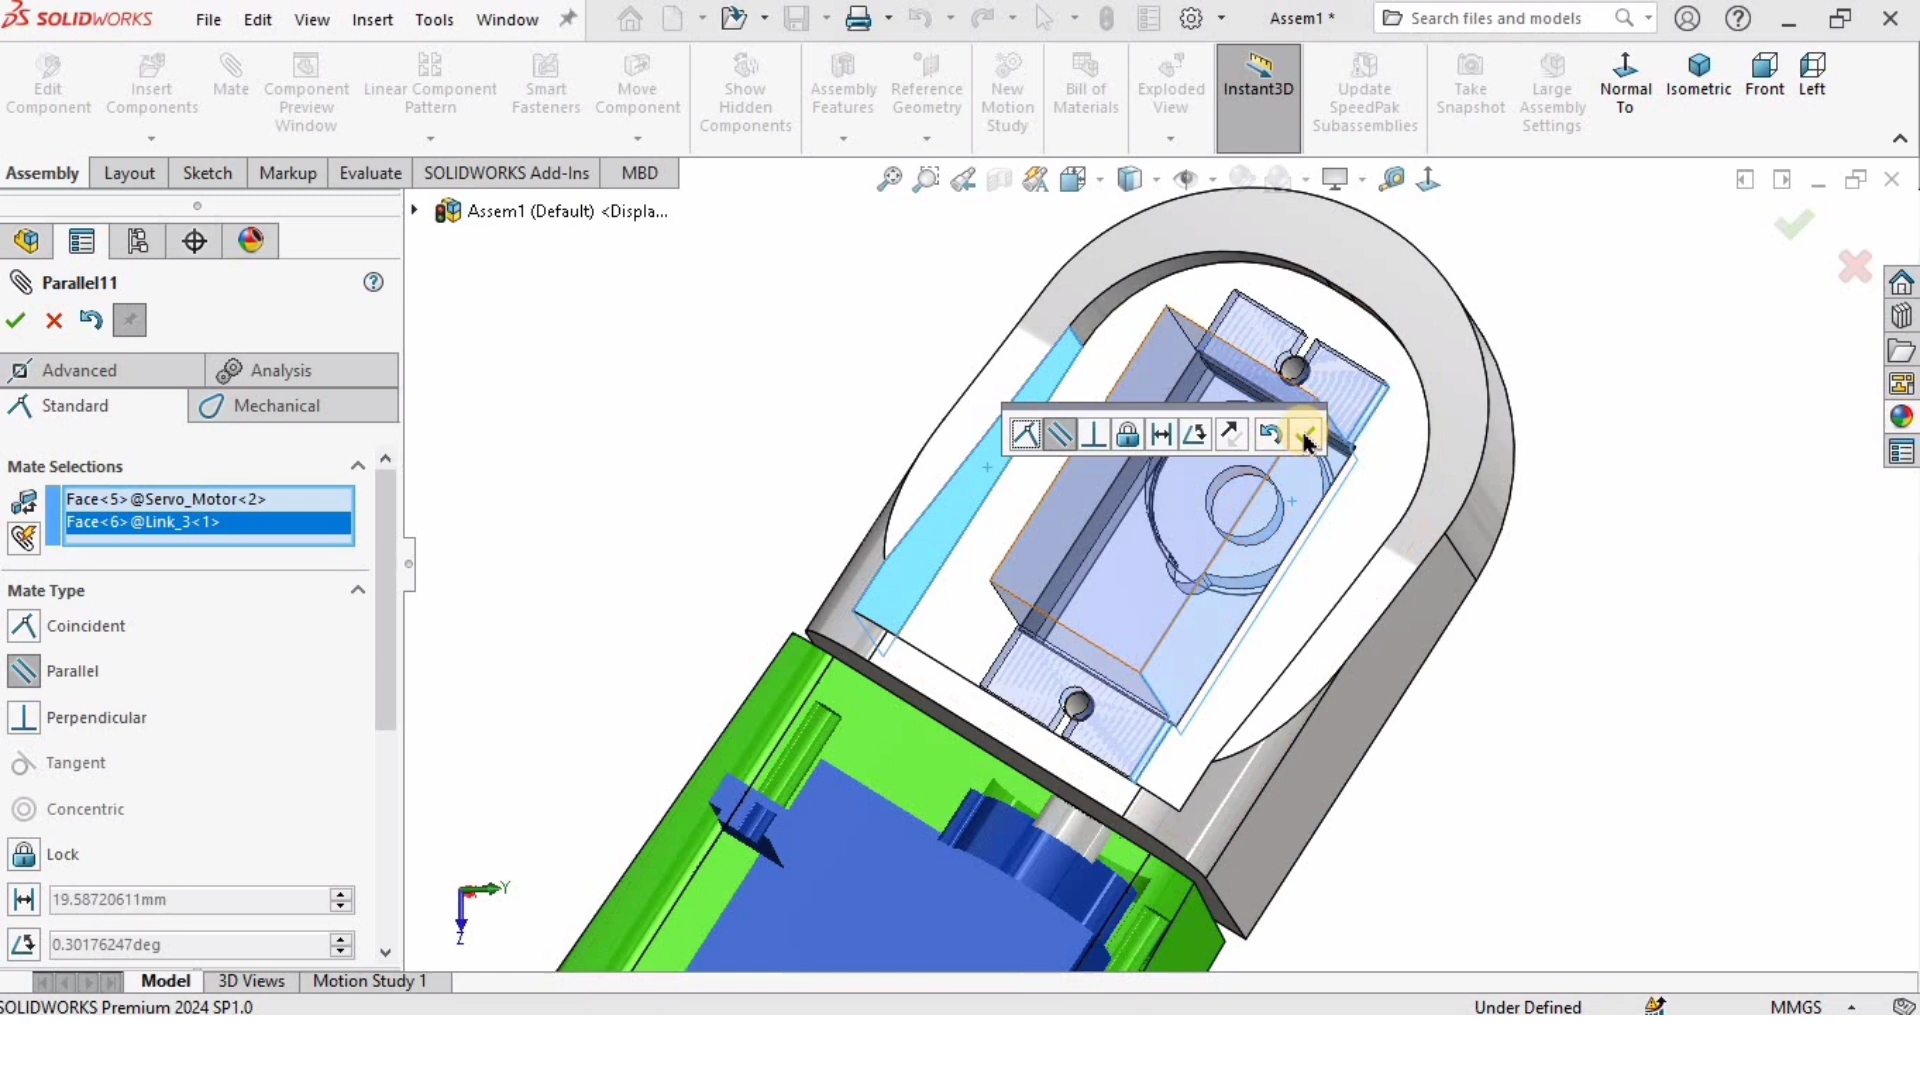 SOLIDWORKS
File Edit View Insert Tools Window
Assem1 *
Search files and models
Edit Component
Insert Components
Mate
Component Preview Window
Linear Component Pattern
Smart Fasteners
Move Component
Show Hidden Components
Assembly Features
Reference Geometry
New Motion Study
Bill of Materials
Exploded View
Instant3D
Update SpeedPak Subassemblies
Take Snapshot
Large Assembly Settings
Normal To
Isometric
Front
Left
Assembly Layout Sketch Markup Evaluate SOLIDWORKS Add-Ins MBD
Assem1 (Default) <Displa...
Parallel11
Advanced Analysis
Standard Mechanical
Mate Selections
Face<5>@Servo_Motor<2>
Face<6>@Link_3<1>
Mate Type
Coincident
Parallel
Perpendicular
Tangent
Concentric
Lock
19.58720611mm
0.30176247deg
Y
Z
Model 3D Views Motion Study 1
SOLIDWORKS Premium 2024 SP1.0
Under Defined
MMGS